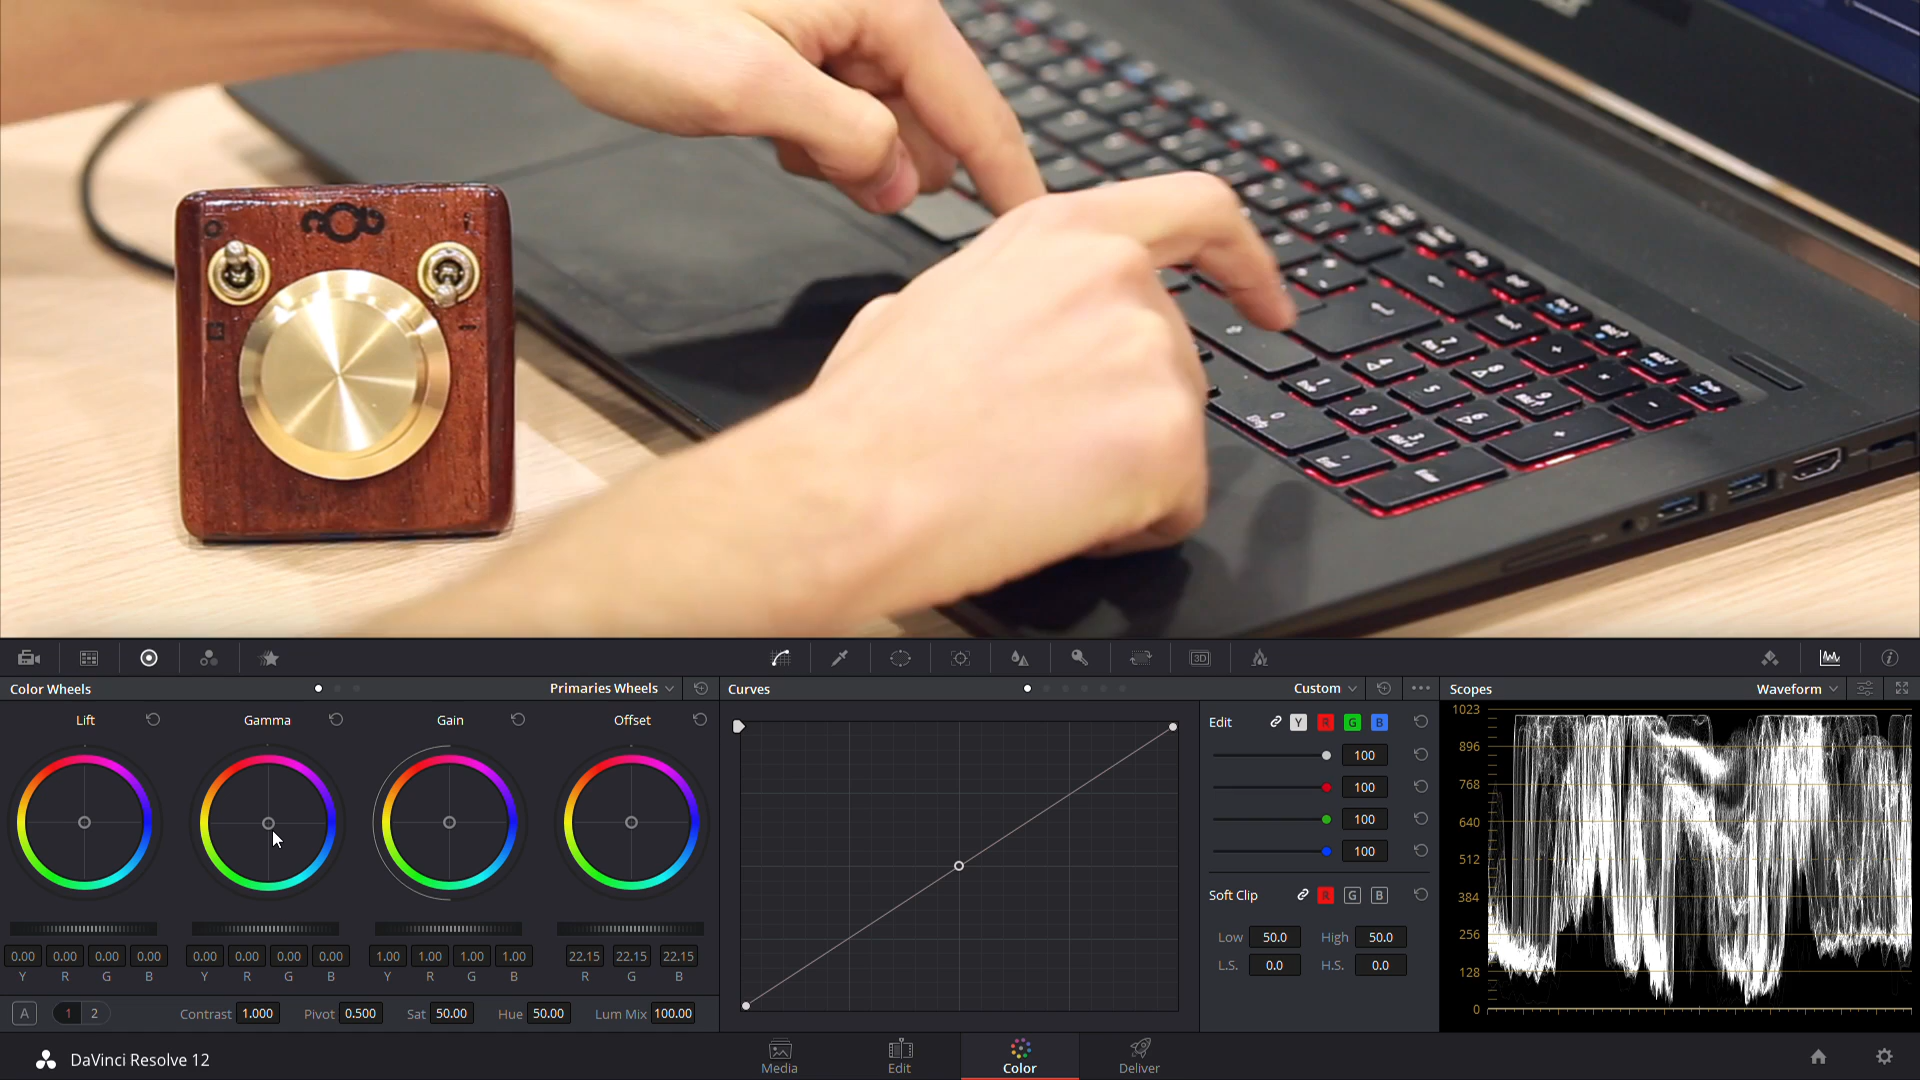 Color Wheels
Primaries Wheels
Curves
Custom
Scopes
Waveform
Lift
Gamma
Gain
Offset
Edit
Y
R
G
B
100
100
100
100
Soft Clip
R
G
B
Low
50.0
High
50.0
L.S.
0.0
H.S.
0.0
1023
896
768
640
512
384
256
128
0
0.00 0.00 0.00 0.00
Y R G B
0.00 0.00 0.00 0.00
Y R G B
1.00 1.00 1.00 1.00
Y R G B
22.15 22.15 22.15
R G B
A
1
2
Contrast 1.000
Pivot 0.500
Sat 50.00
Hue 50.00
Lum Mix 100.00
3D
DaVinci Resolve 12
Media
Edit
Color
Deliver